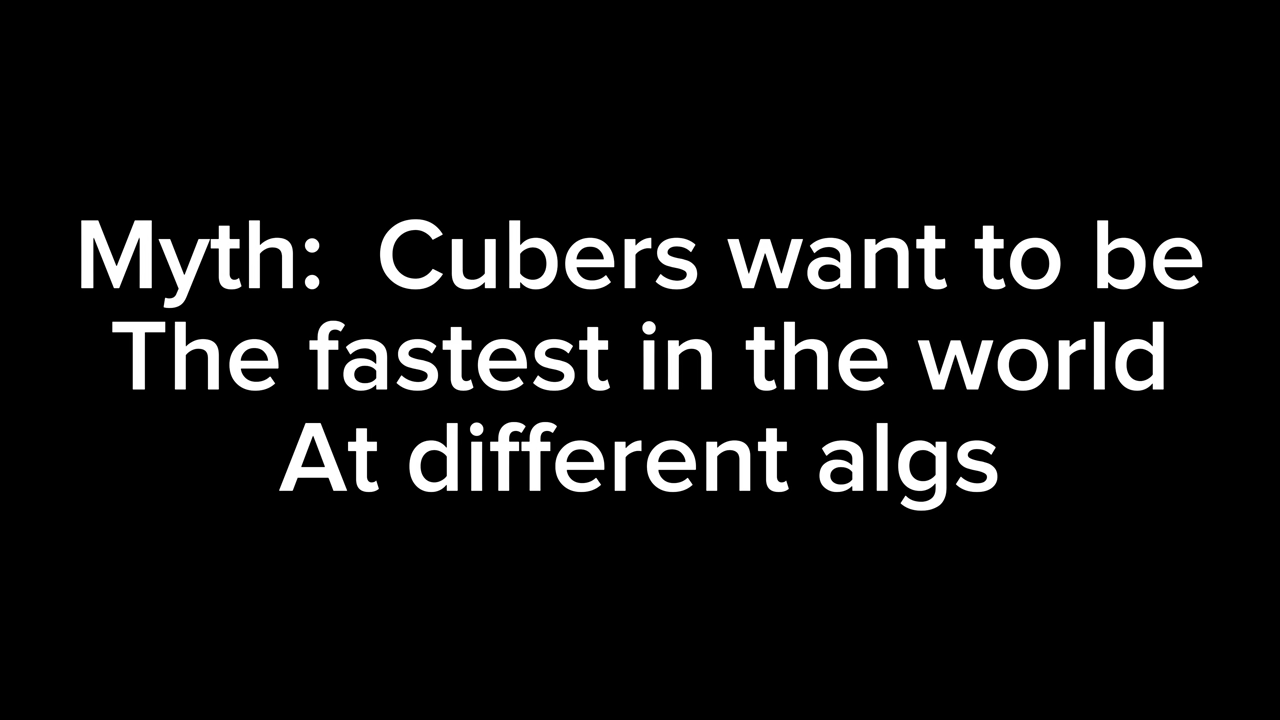 Myth:  Cubers want to be
The fastest in the world
At different algs